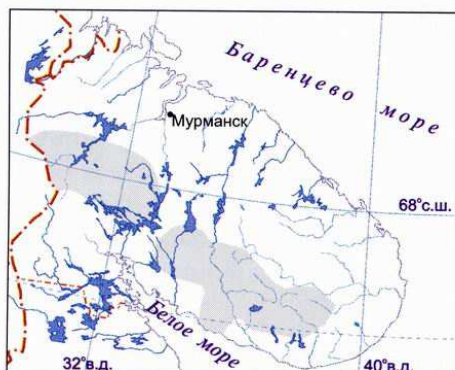 Баренцево море
Мурманск
68°с.ш.
Белое море
32°в.д.
40°в.д.